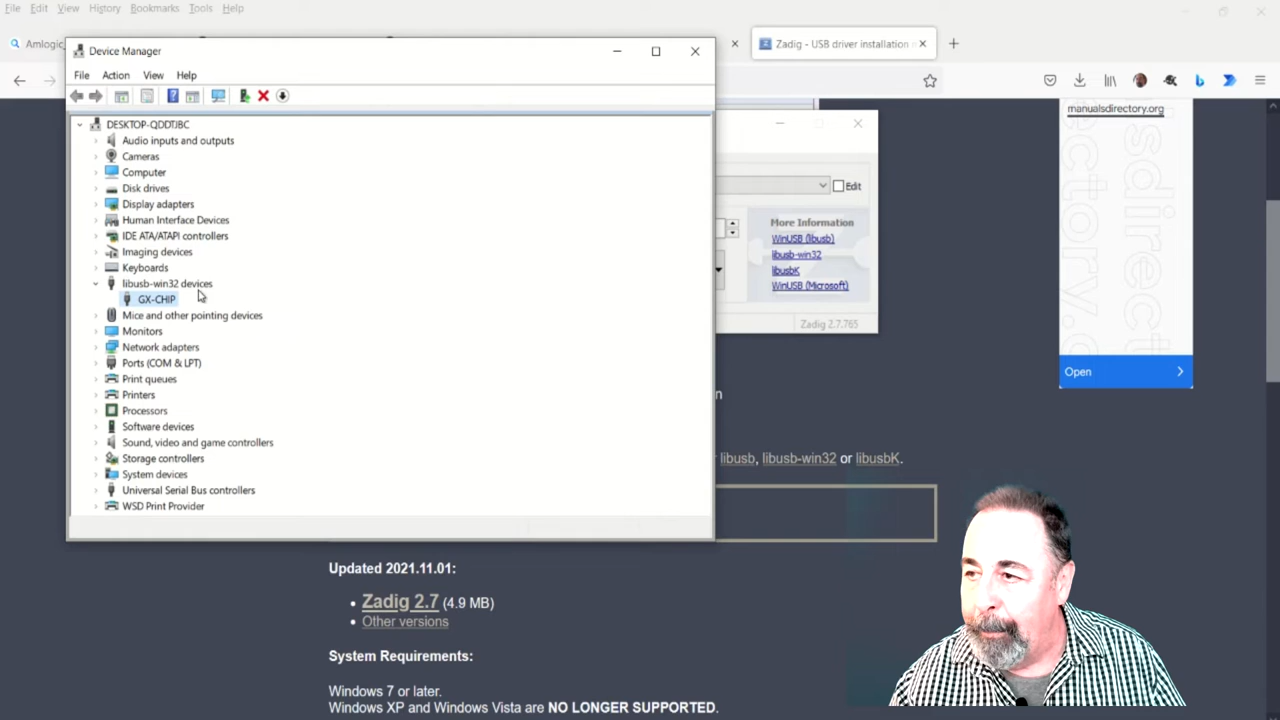 File Edit View History Bookmarks Tools Help
Amlogic
Zadig - USB driver installation
manualsdirectory.org
Device Manager
File Action View Help
DESKTOP-QDDTJBC
Audio inputs and outputs
Cameras
Computer
Disk drives
Display adapters
Human Interface Devices
IDE ATA/ATAPI controllers
Imaging devices
Keyboards
libusb-win32 devices
GX-CHIP
Mice and other pointing devices
Monitors
Network adapters
Ports (COM & LPT)
Print queues
Printers
Processors
Software devices
Sound, video and game controllers
Storage controllers
System devices
Universal Serial Bus controllers
WSD Print Provider
Edit
More Information
WinUSB (libusb)
libusb-win32
libusbK
WinUSB (Microsoft)
Zadig 2.7.765
Open
n
libusb, libusb-win32 or libusbK.
Updated 2021.11.01:
Zadig 2.7 (4.9 MB)
Other versions
System Requirements:
Windows 7 or later.
Windows XP and Windows Vista are NO LONGER SUPPORTED.